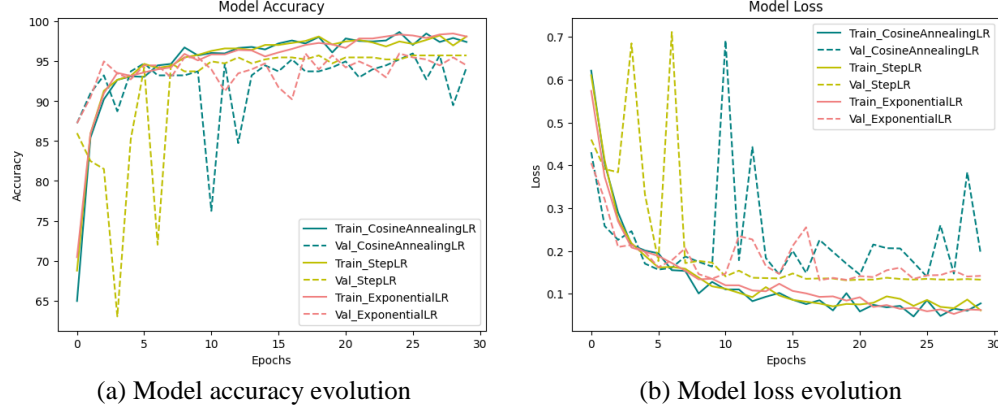 Model Accuracy
100
95
90
85
80
75
70
65
Accuracy
0
5
10
15
20
25
30
Epochs
Train_CosineAnnealingLR
Val_CosineAnnealingLR
Train_StepLR
Val_StepLR
Train_ExponentialLR
Val_ExponentialLR
(a) Model accuracy evolution
Model Loss
0.7
0.6
0.5
0.4
0.3
0.2
0.1
Loss
0
5
10
15
20
25
30
Epochs
Train_CosineAnnealingLR
Val_CosineAnnealingLR
Train_StepLR
Val_StepLR
Train_ExponentialLR
Val_ExponentialLR
(b) Model loss evolution